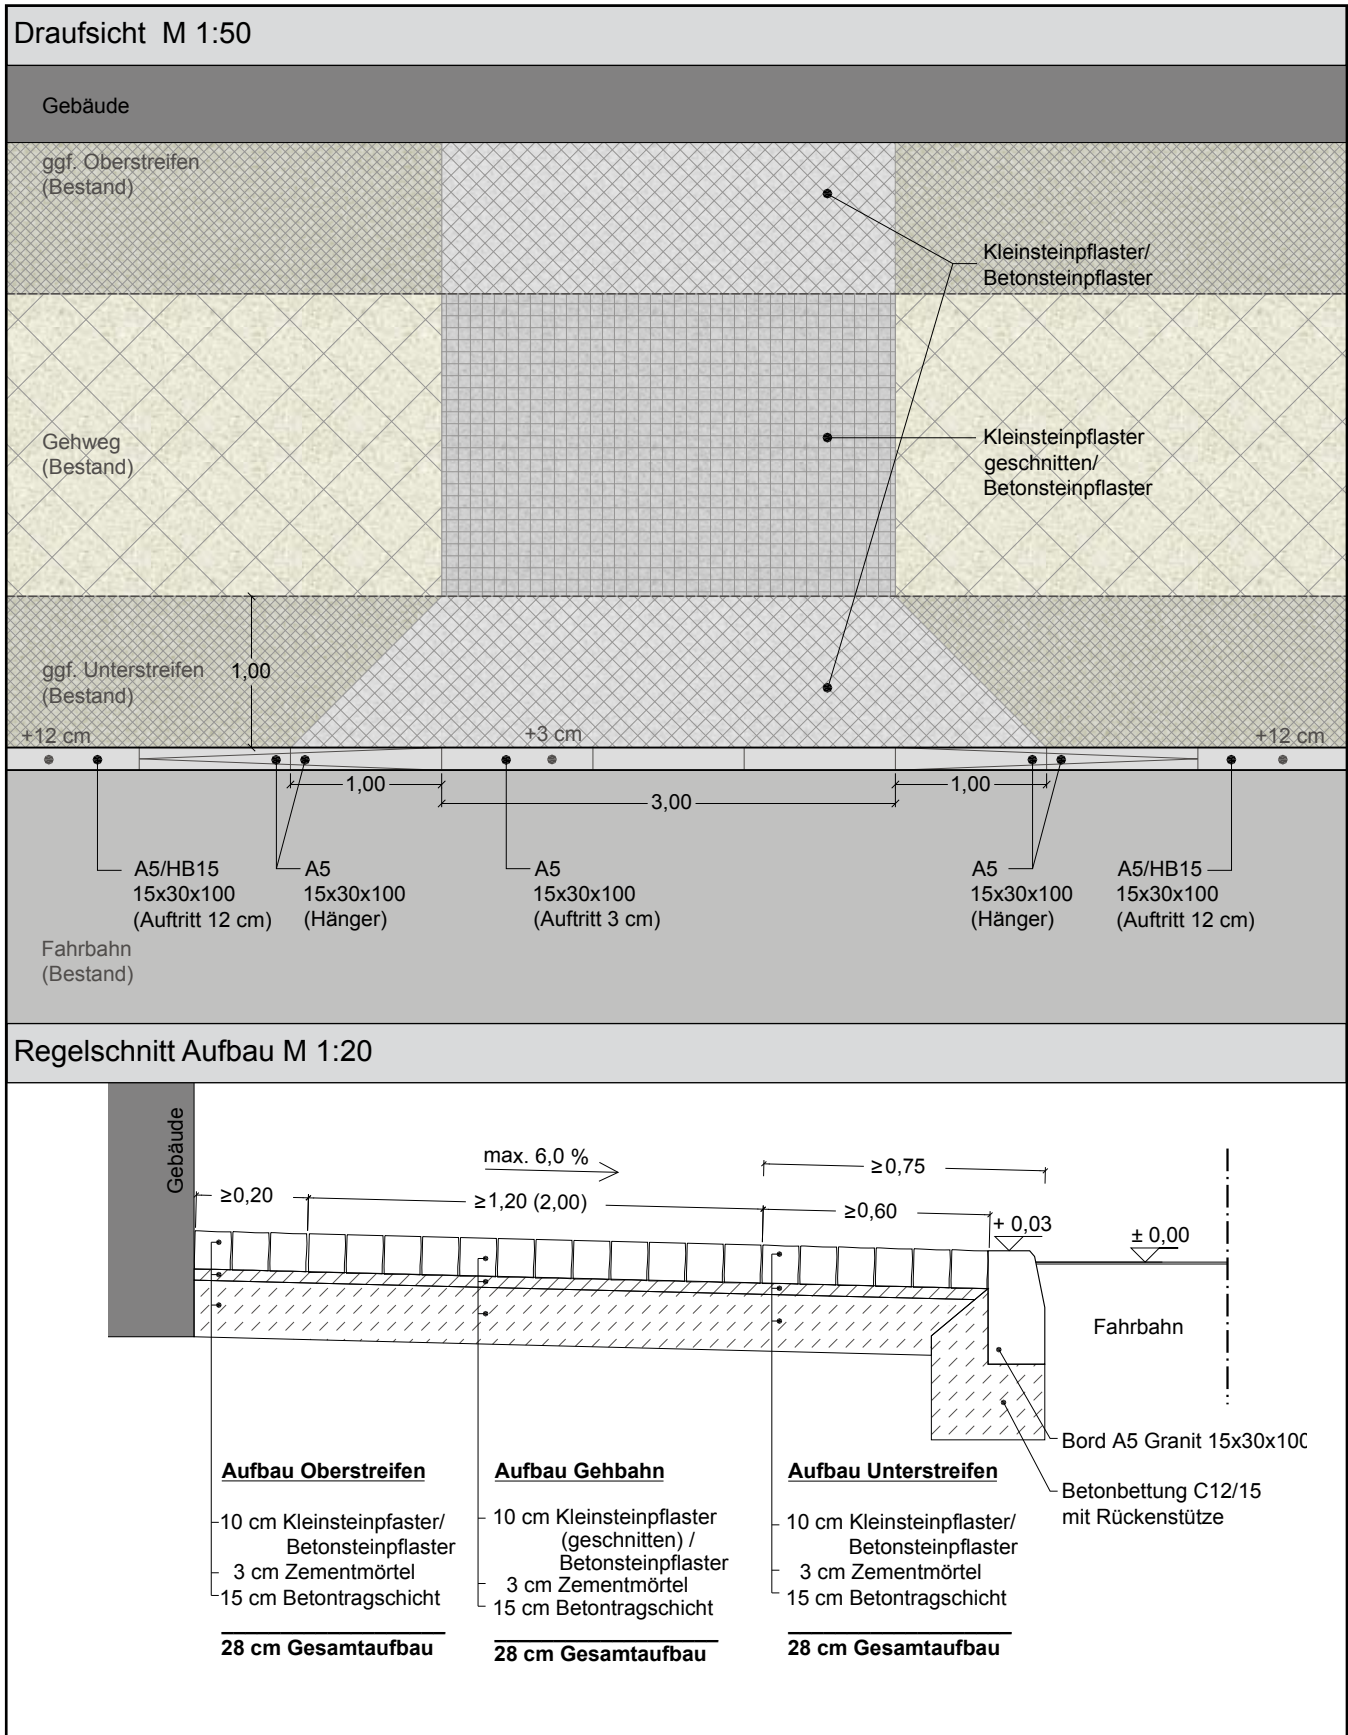 Draufsicht  M 1:50
Gebäude
ggf. Oberstreifen
(Bestand)
Kleinsteinpflaster/
Betonsteinpflaster
Gehweg
(Bestand)
Kleinsteinpflaster
geschnitten/
Betonsteinpflaster
ggf. Unterstreifen
(Bestand)
1,00
+12 cm
+3 cm
+12 cm
1,00
3,00
1,00
A5/HB15
15x30x100
(Auftritt 12 cm)
A5
15x30x100
(Hänger)
A5
15x30x100
(Auftritt 3 cm)
A5
15x30x100
(Hänger)
A5/HB15
15x30x100
(Auftritt 12 cm)
Fahrbahn
(Bestand)
Regelschnitt Aufbau M 1:20
Gebäude
max. 6,0 %
≥0,75
≥0,20
≥1,20 (2,00)
≥0,60
+ 0,03
± 0,00
Fahrbahn
Bord A5 Granit 15x30x100
Betonbettung C12/15
mit Rückenstütze
Aufbau Oberstreifen
10 cm Kleinsteinpfaster/
Betonsteinpflaster
3 cm Zementmörtel
15 cm Betontragschicht
28 cm Gesamtaufbau
Aufbau Gehbahn
10 cm Kleinsteinpflaster
(geschnitten) /
Betonsteinpflaster
3 cm Zementmörtel
15 cm Betontragschicht
28 cm Gesamtaufbau
Aufbau Unterstreifen
10 cm Kleinsteinpflaster/
Betonsteinpflaster
3 cm Zementmörtel
15 cm Betontragschicht
28 cm Gesamtaufbau